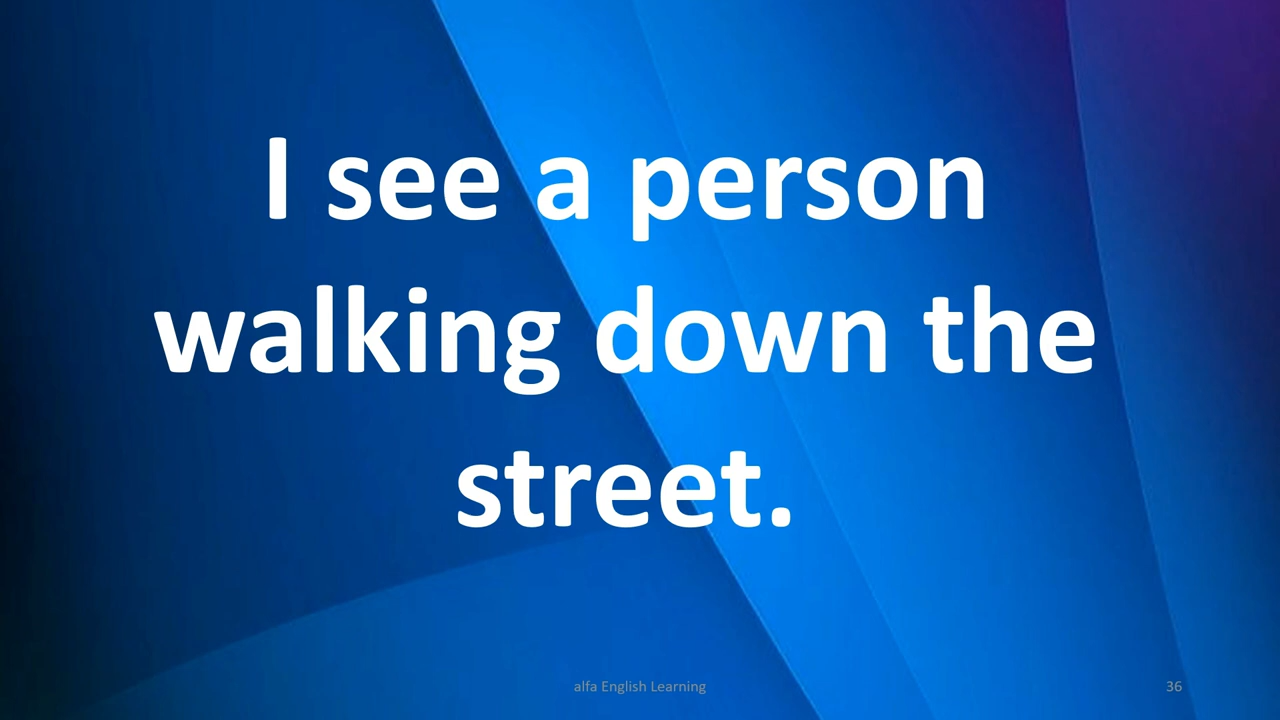 I see a person
walking down the
street.
alfa English Learning
36